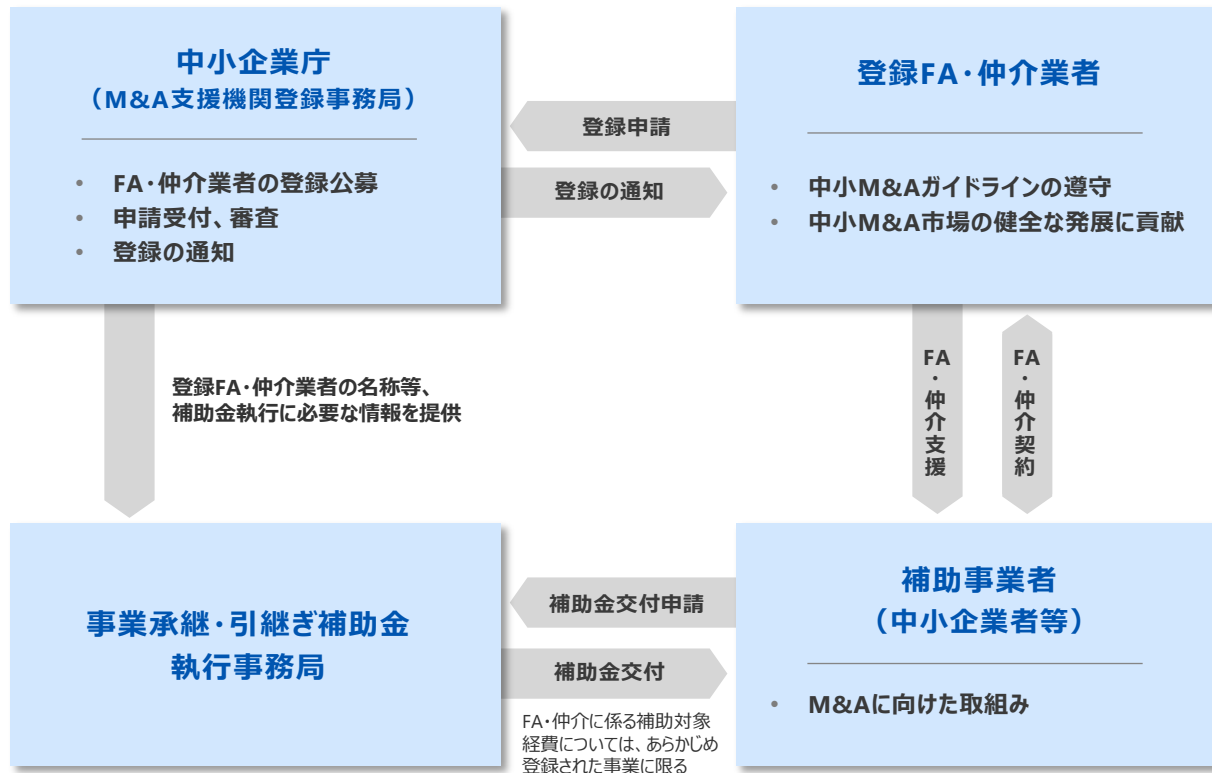 中小企業庁
（M&A支援機関登録事務局）
• FA・仲介業者の登録公募
• 申請受付、審査
• 登録の通知
登録申請
登録の通知
登録FA・仲介業者
• 中小M&Aガイドラインの遵守
• 中小M&A市場の健全な発展に貢献
登録FA・仲介業者の名称等、
補助金執行に必要な情報を提供
FA・仲介支援
FA・仲介契約
事業承継・引継ぎ補助金
執行事務局
補助金交付申請
補助金交付
FA・仲介に係る補助対象
経費については、あらかじめ
登録された事業に限る
補助事業者
（中小企業者等）
• M&Aに向けた取組み